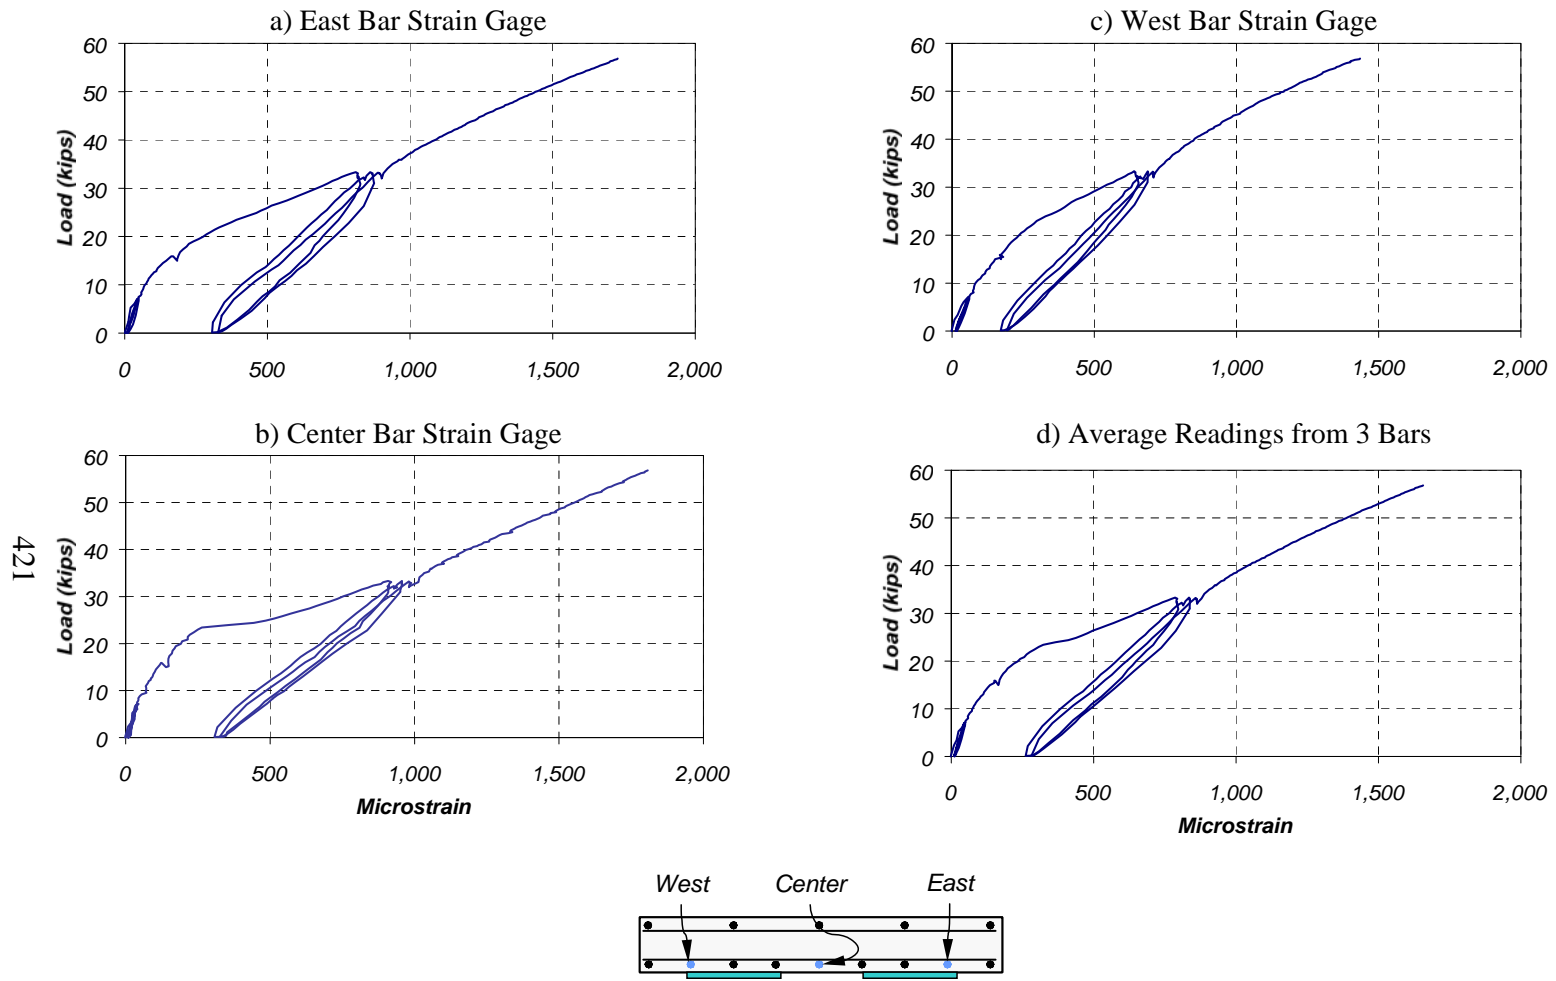 a) East Bar Strain Gage
60
50
40
30
20
10
0
Load (kips)
0 500 1,000 1,500 2,000
c) West Bar Strain Gage
60
50
40
30
20
10
0
Load (kips)
0 500 1,000 1,500 2,000
b) Center Bar Strain Gage
60
50
40
30
20
10
0
Load (kips)
0 500 1,000 1,500 2,000
Microstrain
d) Average Readings from 3 Bars
60
50
40
30
20
10
0
Load (kips)
0 500 1,000 1,500 2,000
Microstrain
421
West Center East